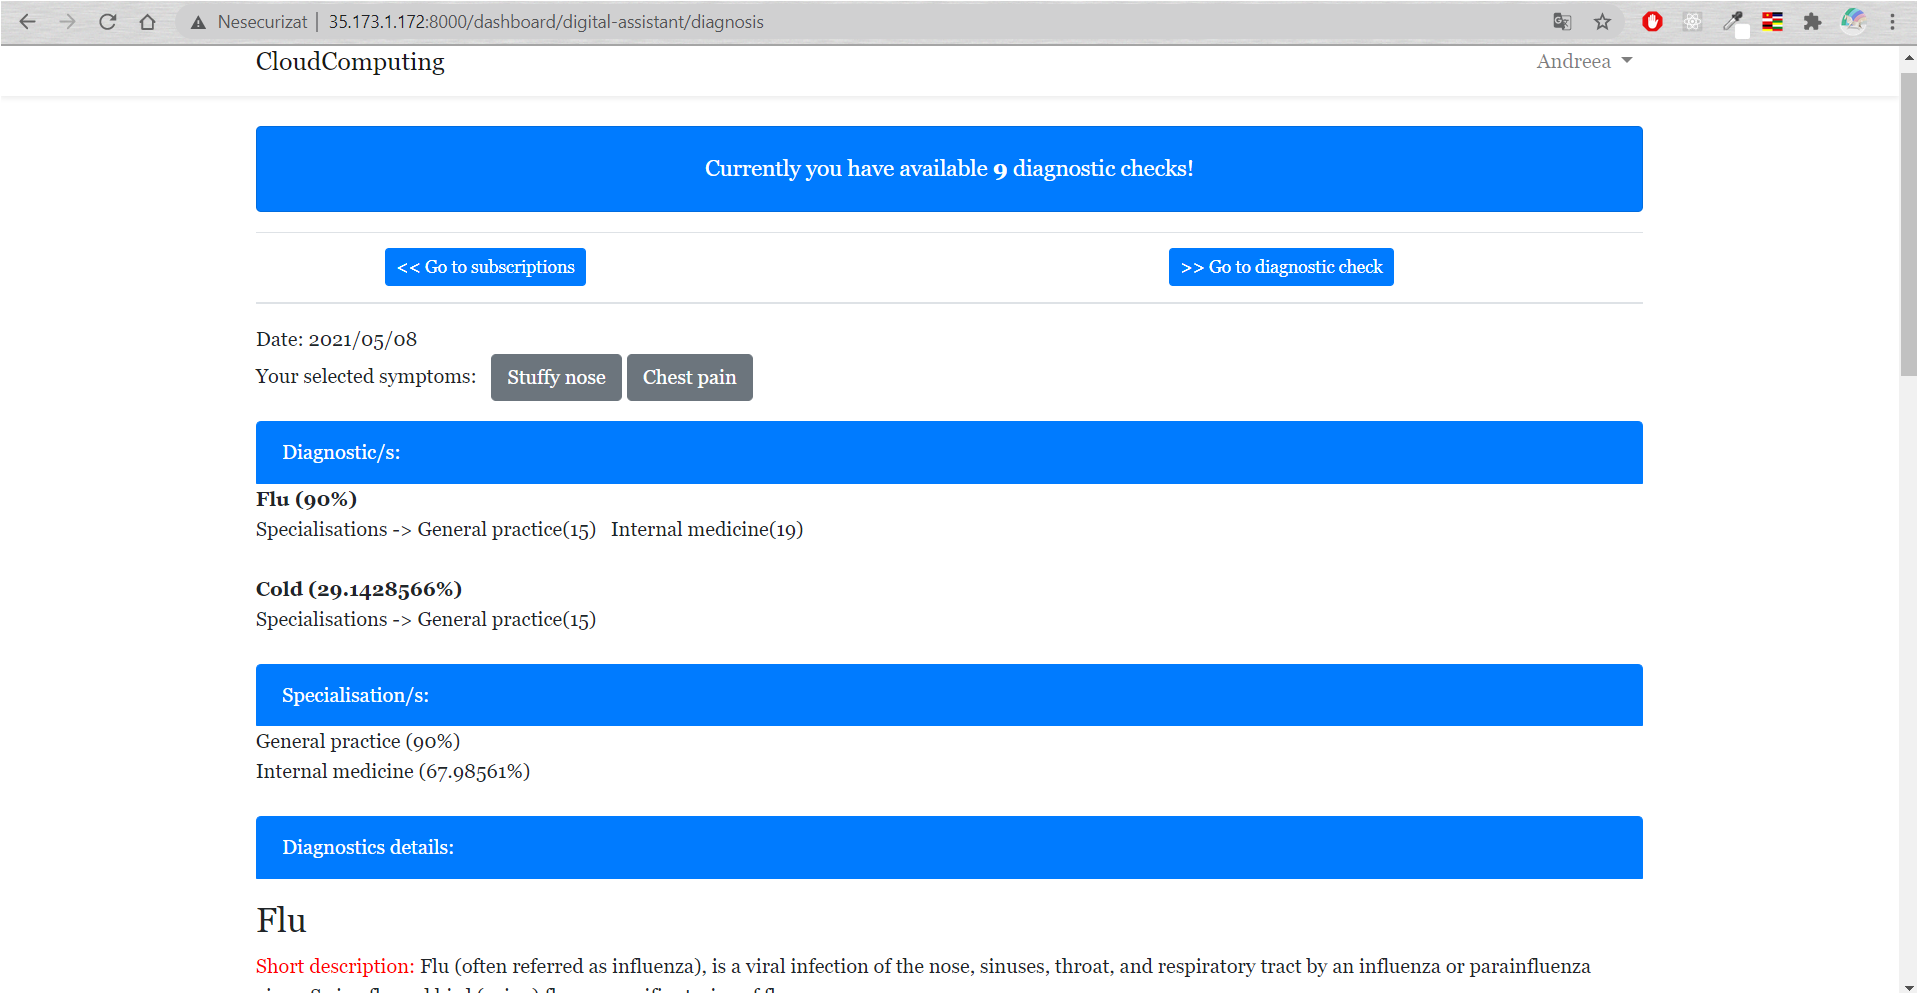 Nesecurizat | 35.173.1.172:8000/dashboard/digital-assistant/diagnosis
CloudComputing
Andreea
Currently you have available 9 diagnostic checks!
<< Go to subscriptions
>> Go to diagnostic check
Date: 2021/05/08
Your selected symptoms: Stuffy nose Chest pain
Diagnostic/s:
Flu (90%)
Specialisations -> General practice(15) Internal medicine(19)
Cold (29.1428566%)
Specialisations -> General practice(15)
Specialisation/s:
General practice (90%)
Internal medicine (67.98561%)
Diagnostics details:
Flu
Short description: Flu (often referred as influenza), is a viral infection of the nose, sinuses, throat, and respiratory tract by an influenza or parainfluenza